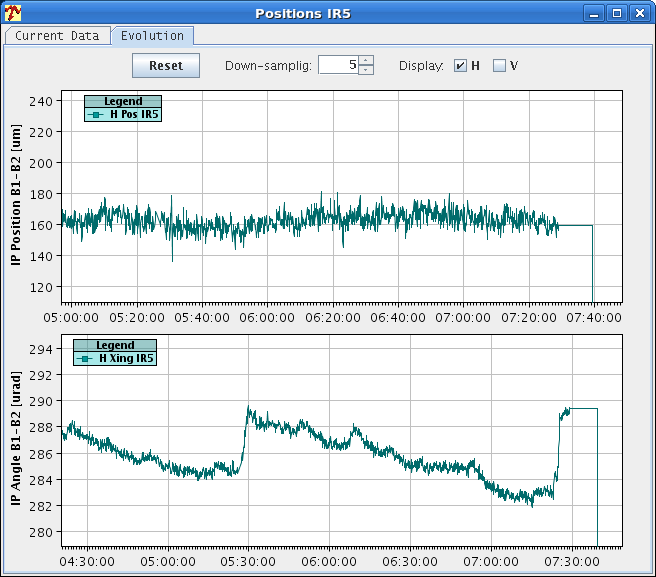 Positions IR5
Current Data Evolution
Reset Down-samplig: 5 Display: H V
IP Position B1-B2 [um]
Legend
H Pos IR5
240
220
200
180
160
140
120
05:00:00 05:20:00 05:40:00 06:00:00 06:20:00 06:40:00 07:00:00 07:20:00 07:40:00
IP Angle B1-B2 [urad]
Legend
H Xing IR5
294
292
290
288
286
284
282
280
04:30:00 05:00:00 05:30:00 06:00:00 06:30:00 07:00:00 07:30:00